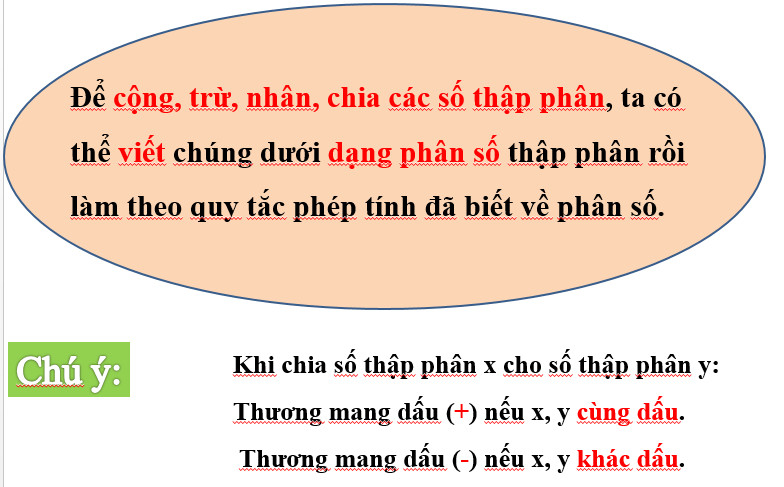 Để cộng, trừ, nhân, chia các số thập phân, ta có
thể viết chúng dưới dạng phân số thập phân rồi
làm theo quy tắc phép tính đã biết về phân số.
Chú ý:
Khi chia số thập phân x cho số thập phân y:
Thương mang dấu (+) nếu x, y cùng dấu.
Thương mang dấu (-) nếu x, y khác dấu.